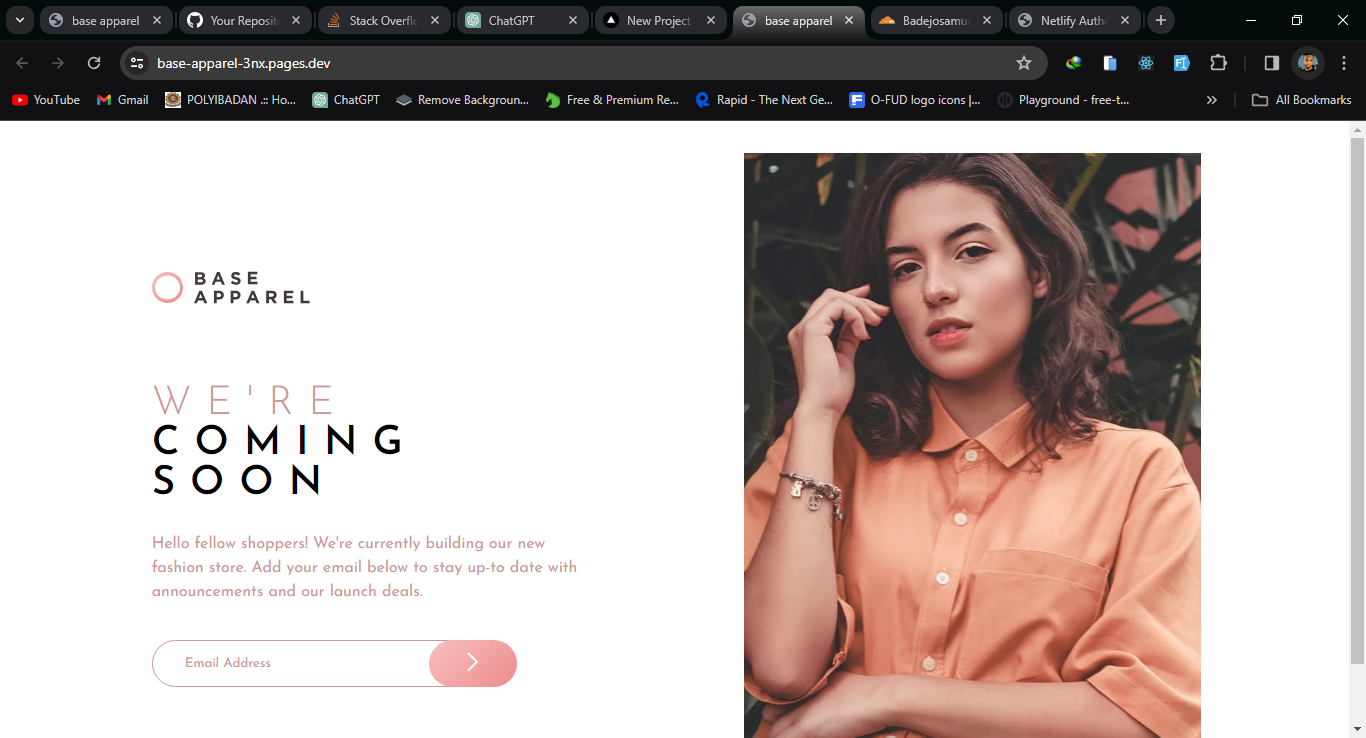 base apparel
Your Reposit
Stack Overflo
ChatGPT
New Project
base apparel
Badejosamu
Netlify Autho
base-apparel-3nx.pages.dev
YouTube
Gmail
POLYIBADAN .:: Ho...
ChatGPT
Remove Backgroun...
Free & Premium Re...
Rapid - The Next Ge...
O-FUD logo icons |...
Playground - free-t...
All Bookmarks
BASE
APPAREL
WE'RE
COMING
SOON
Hello fellow shoppers! We're currently building our new
fashion store. Add your email below to stay up-to date with
announcements and our launch deals.
Email Address